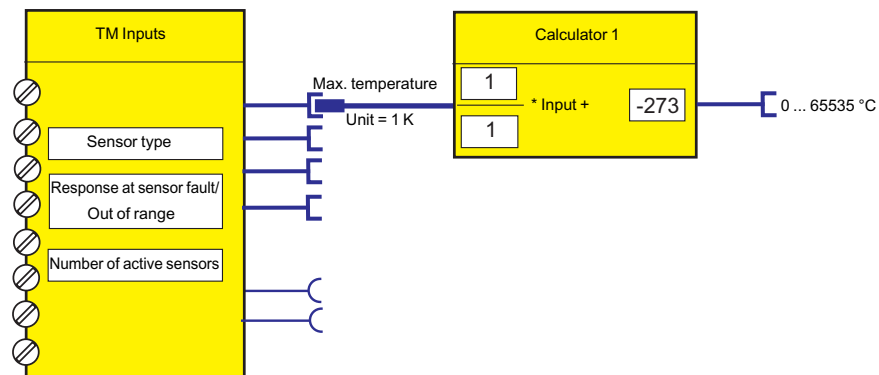 TM Inputs
Sensor type
Response at sensor fault/
Out of range
Number of active sensors
Max. temperature
Unit = 1 K
Calculator 1
1
1
* Input +
-273
0 ... 65535 °C